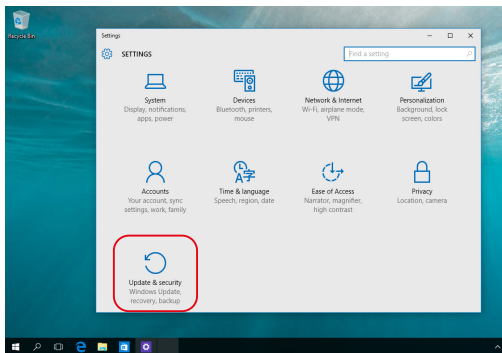 Recycle Bin
Settings
SETTINGS
Find a setting
System
Display, notifications,
apps, power
Devices
Bluetooth, printers,
mouse
Network & Internet
Wi-Fi, airplane mode,
VPN
Personalization
Background, lock
screen, colors
Accounts
Your account, sync
settings, work, family
Time & language
Speech, region, date
Ease of Access
Narrator, magnifier,
high contrast
Privacy
Location, camera
Update & security
Windows Update,
recovery, backup